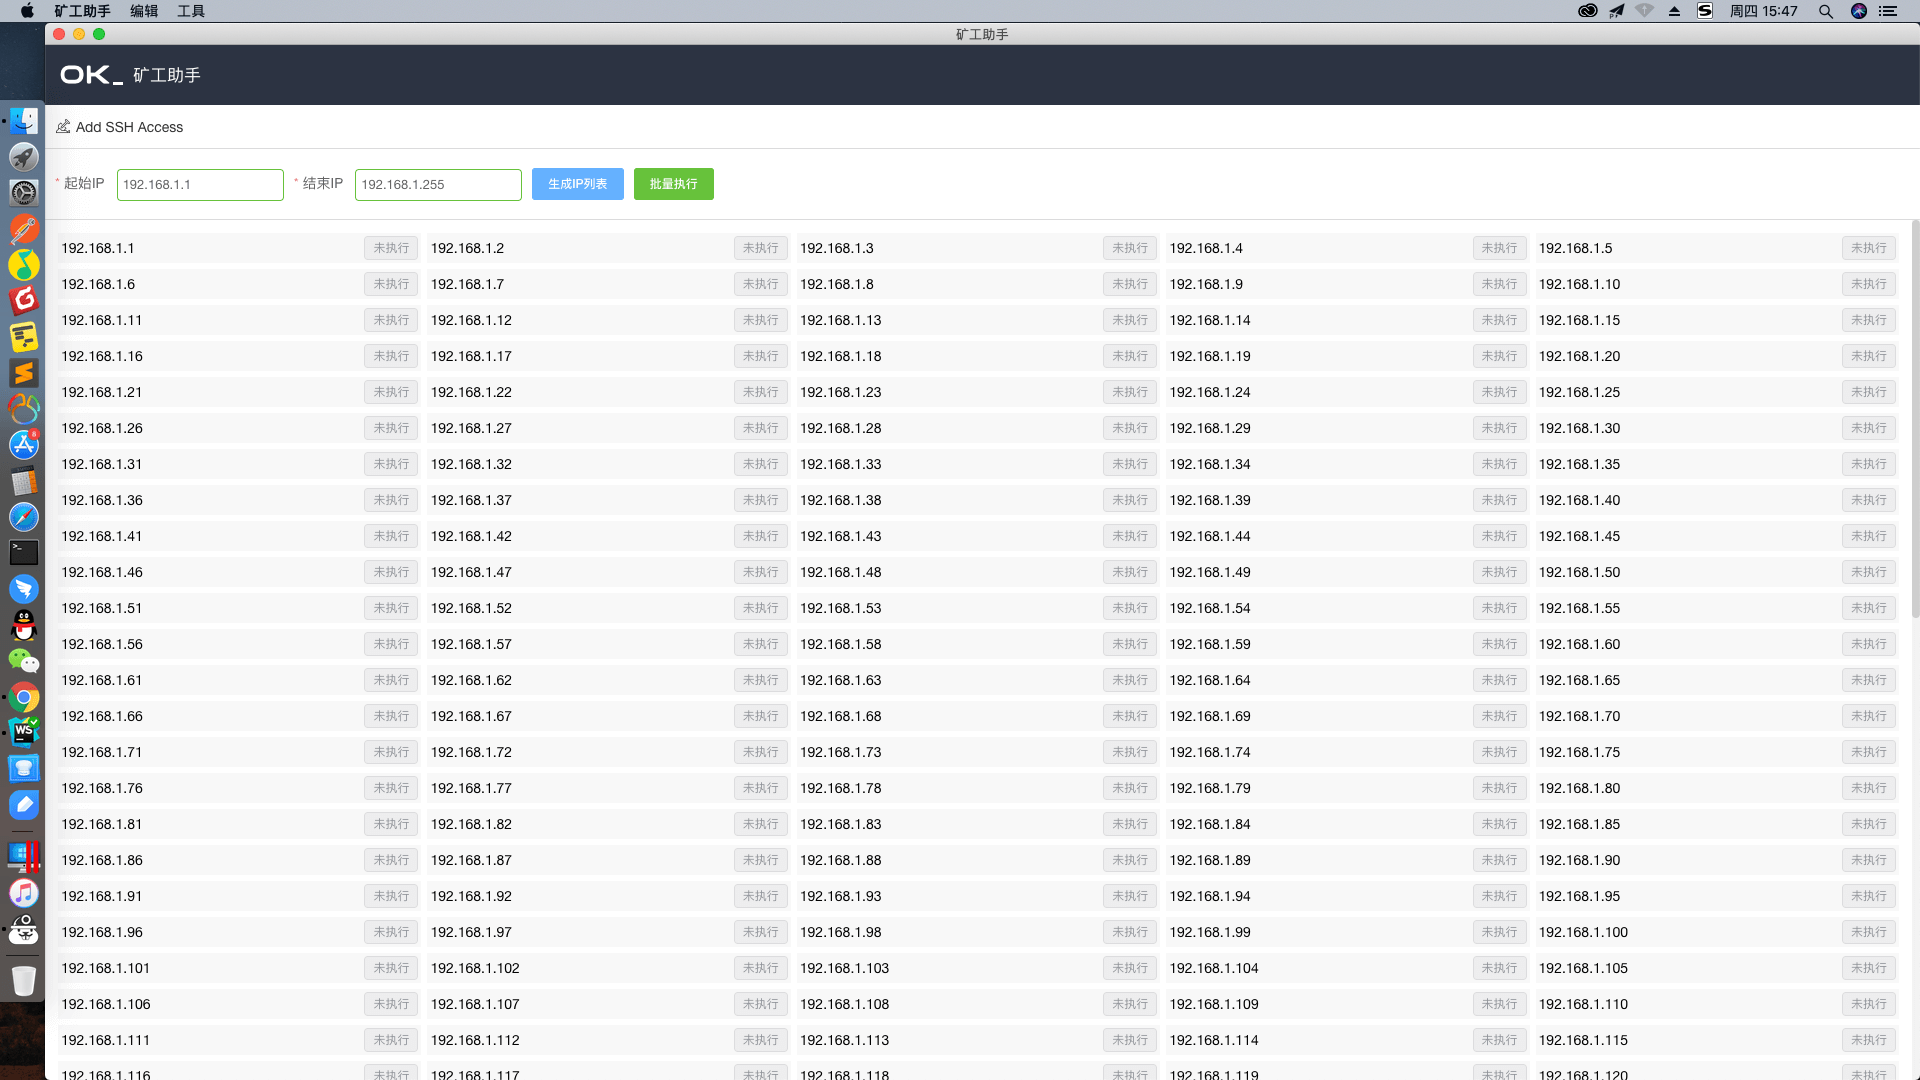 矿工助手 编辑 工具 周四 15:47
矿工助手
OK_ 矿工助手
Add SSH Access
* 起始IP 192.168.1.1 * 结束IP 192.168.1.255 生成IP列表 批量执行
192.168.1.1 未执行 192.168.1.2 未执行 192.168.1.3 未执行 192.168.1.4 未执行 192.168.1.5 未执行
192.168.1.6 未执行 192.168.1.7 未执行 192.168.1.8 未执行 192.168.1.9 未执行 192.168.1.10 未执行
192.168.1.11 未执行 192.168.1.12 未执行 192.168.1.13 未执行 192.168.1.14 未执行 192.168.1.15 未执行
192.168.1.16 未执行 192.168.1.17 未执行 192.168.1.18 未执行 192.168.1.19 未执行 192.168.1.20 未执行
192.168.1.21 未执行 192.168.1.22 未执行 192.168.1.23 未执行 192.168.1.24 未执行 192.168.1.25 未执行
192.168.1.26 未执行 192.168.1.27 未执行 192.168.1.28 未执行 192.168.1.29 未执行 192.168.1.30 未执行
192.168.1.31 未执行 192.168.1.32 未执行 192.168.1.33 未执行 192.168.1.34 未执行 192.168.1.35 未执行
192.168.1.36 未执行 192.168.1.37 未执行 192.168.1.38 未执行 192.168.1.39 未执行 192.168.1.40 未执行
192.168.1.41 未执行 192.168.1.42 未执行 192.168.1.43 未执行 192.168.1.44 未执行 192.168.1.45 未执行
192.168.1.46 未执行 192.168.1.47 未执行 192.168.1.48 未执行 192.168.1.49 未执行 192.168.1.50 未执行
192.168.1.51 未执行 192.168.1.52 未执行 192.168.1.53 未执行 192.168.1.54 未执行 192.168.1.55 未执行
192.168.1.56 未执行 192.168.1.57 未执行 192.168.1.58 未执行 192.168.1.59 未执行 192.168.1.60 未执行
192.168.1.61 未执行 192.168.1.62 未执行 192.168.1.63 未执行 192.168.1.64 未执行 192.168.1.65 未执行
192.168.1.66 未执行 192.168.1.67 未执行 192.168.1.68 未执行 192.168.1.69 未执行 192.168.1.70 未执行
192.168.1.71 未执行 192.168.1.72 未执行 192.168.1.73 未执行 192.168.1.74 未执行 192.168.1.75 未执行
192.168.1.76 未执行 192.168.1.77 未执行 192.168.1.78 未执行 192.168.1.79 未执行 192.168.1.80 未执行
192.168.1.81 未执行 192.168.1.82 未执行 192.168.1.83 未执行 192.168.1.84 未执行 192.168.1.85 未执行
192.168.1.86 未执行 192.168.1.87 未执行 192.168.1.88 未执行 192.168.1.89 未执行 192.168.1.90 未执行
192.168.1.91 未执行 192.168.1.92 未执行 192.168.1.93 未执行 192.168.1.94 未执行 192.168.1.95 未执行
192.168.1.96 未执行 192.168.1.97 未执行 192.168.1.98 未执行 192.168.1.99 未执行 192.168.1.100 未执行
192.168.1.101 未执行 192.168.1.102 未执行 192.168.1.103 未执行 192.168.1.104 未执行 192.168.1.105 未执行
192.168.1.106 未执行 192.168.1.107 未执行 192.168.1.108 未执行 192.168.1.109 未执行 192.168.1.110 未执行
192.168.1.111 未执行 192.168.1.112 未执行 192.168.1.113 未执行 192.168.1.114 未执行 192.168.1.115 未执行
192.168.1.116 未执行 192.168.1.117 未执行 192.168.1.118 未执行 192.168.1.119 未执行 192.168.1.120 未执行
WS